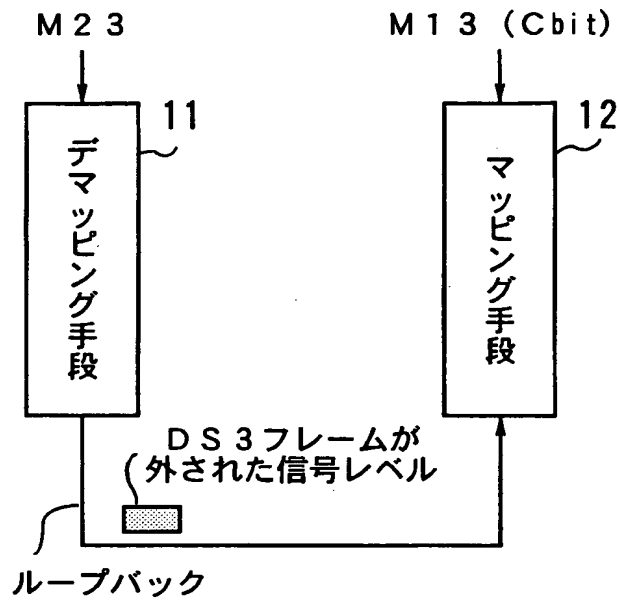 M23
M13 (Cbit)
11
12
デマッピング手段
マッピング手段
DS3フレームが
外された信号レベル
ループバック